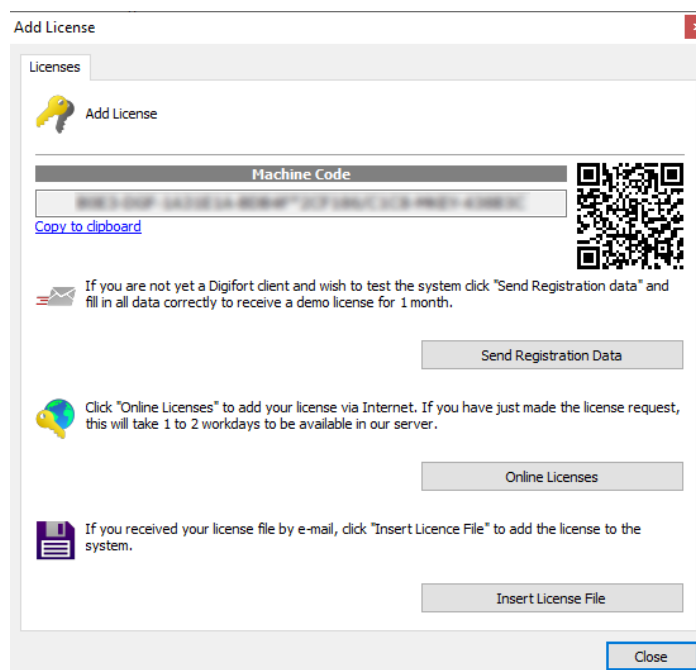 Add License
Licenses
Add License
Machine Code
Copy to clipboard
If you are not yet a Digifort client and wish to test the system click "Send Registration data" and
fill in all data correctly to receive a demo license for 1 month.
Send Registration Data
Click "Online Licenses" to add your license via Internet. If you have just made the license request,
this will take 1 to 2 workdays to be available in our server.
Online Licenses
If you received your license file by e-mail, click "Insert Licence File" to add the license to the
system.
Insert License File
Close